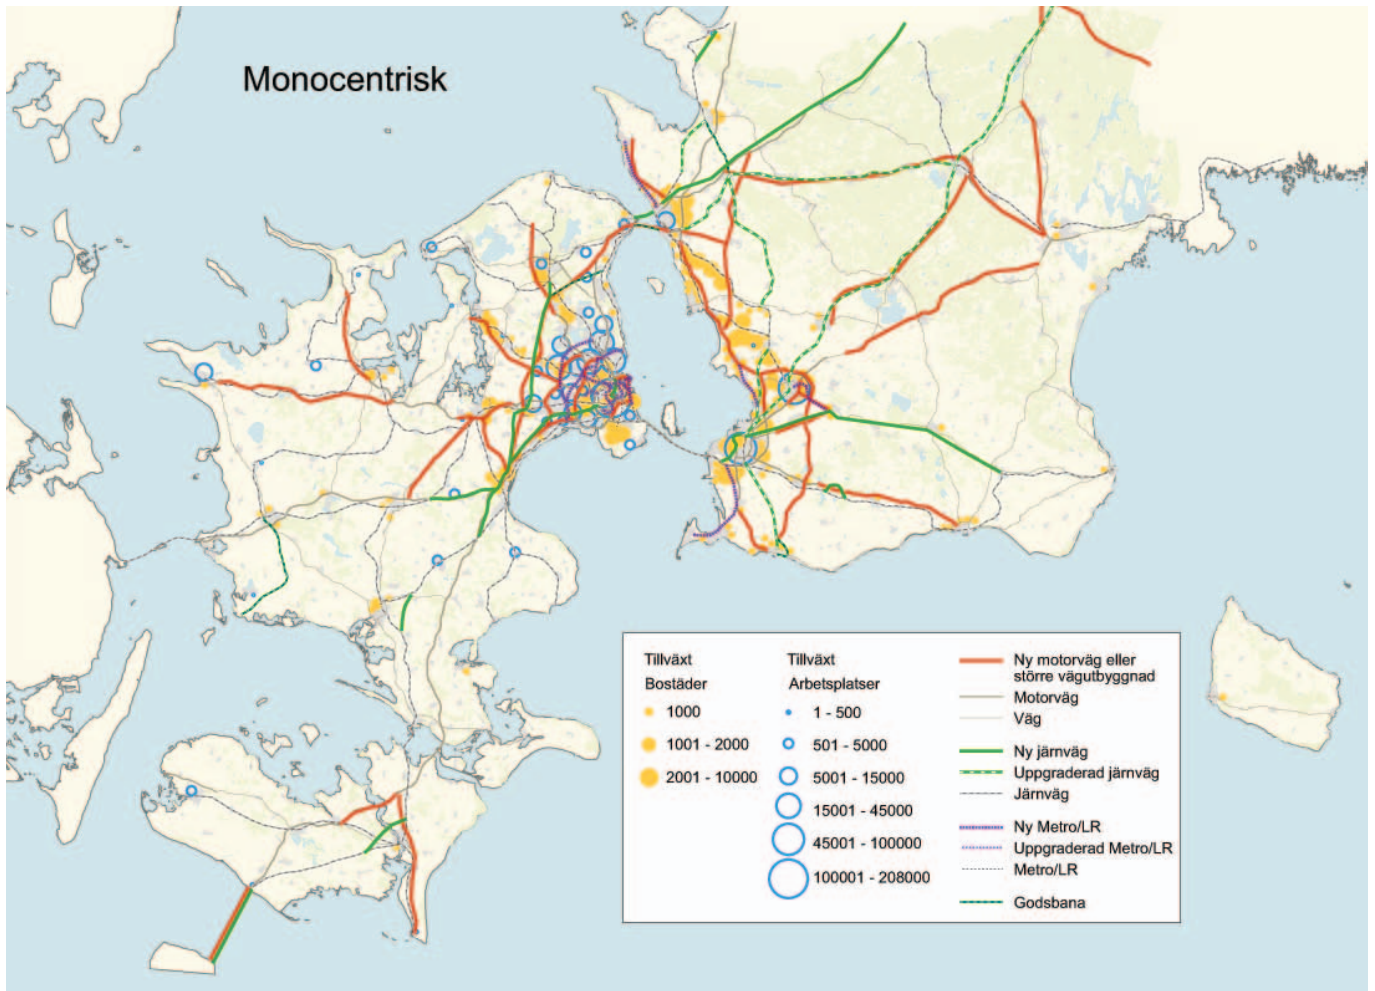 Monocentrisk
Tillväxt
Bostäder
1000
1001 - 2000
2001 - 10000
Tillväxt
Arbetsplatser
1 - 500
501 - 5000
5001 - 15000
15001 - 45000
45001 - 100000
100001 - 208000
Ny motorväg eller
större vägutbyggnad
Motorväg
Väg
Ny järnväg
Uppgraderad järnväg
Järnväg
Ny Metro/LR
Uppgraderad Metro/LR
Metro/LR
Godsbana